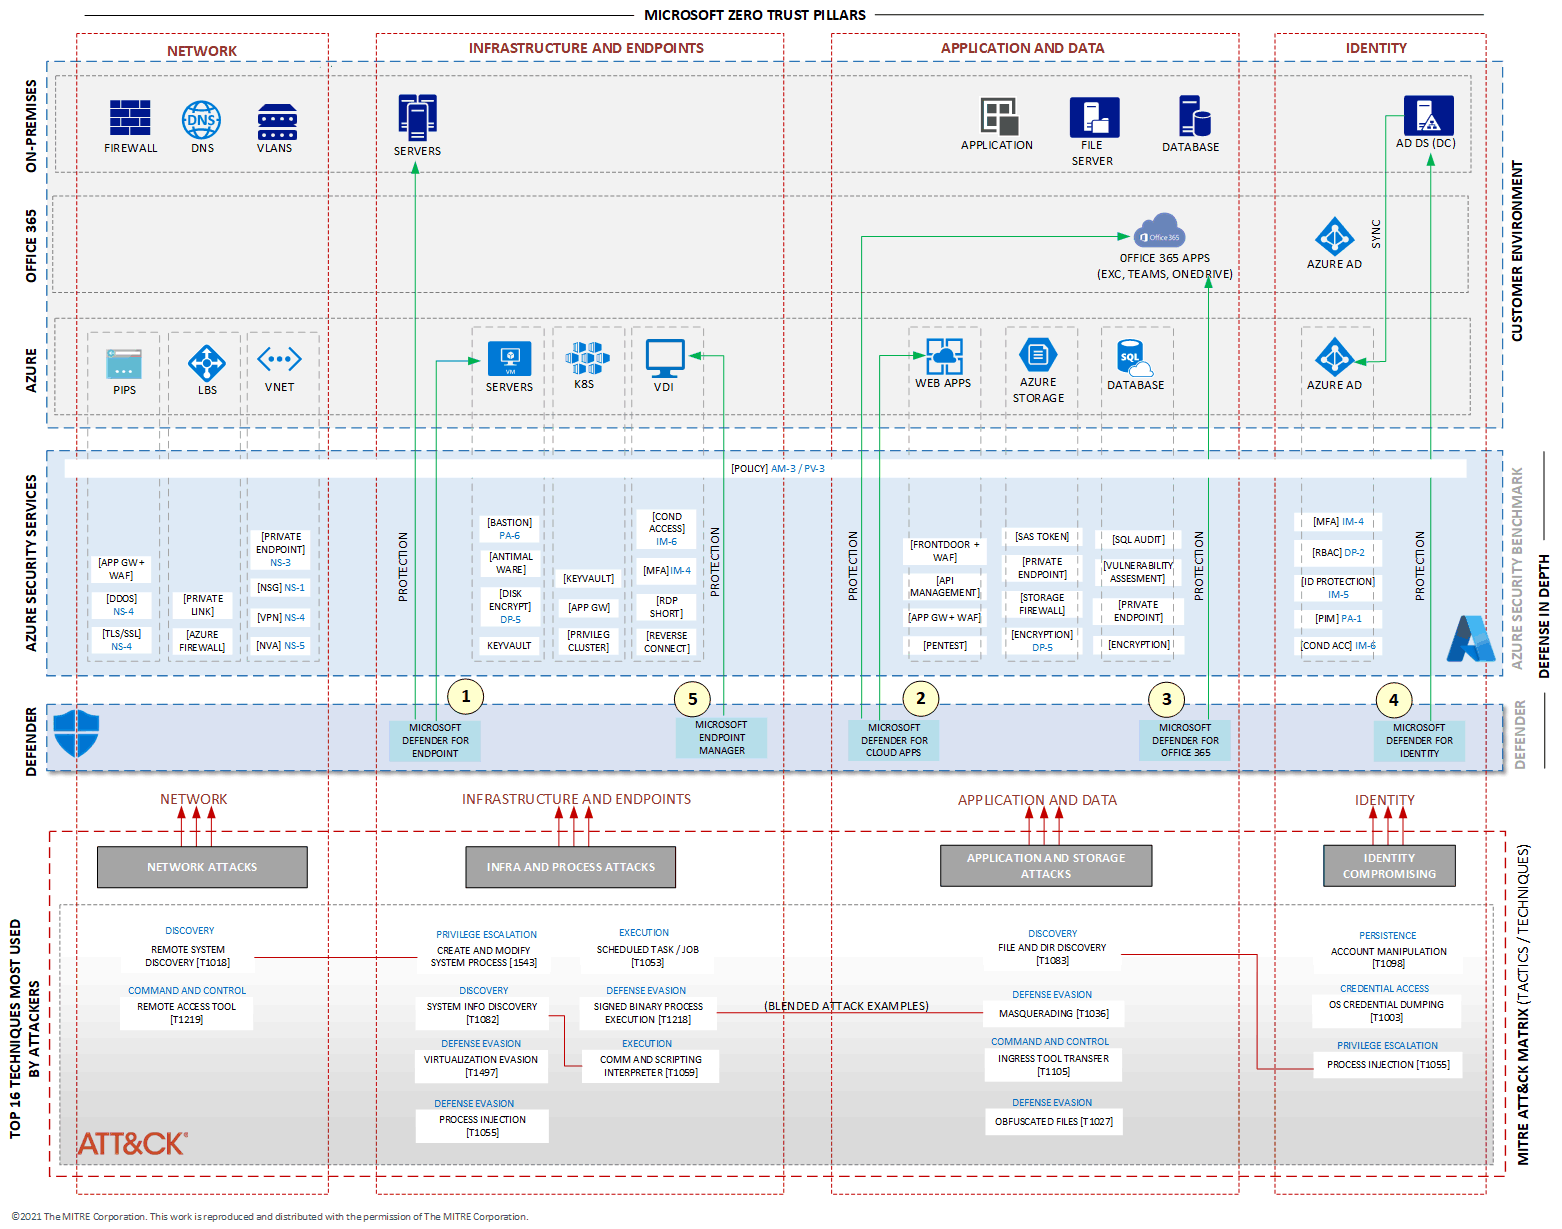 MICROSOFT ZERO TRUST PILLARS
NETWORK
INFRASTRUCTURE AND ENDPOINTS
APPLICATION AND DATA
IDENTITY
ON-PREMISES
FIREWALL
DNS
DNS
VLANS
SERVERS
APPLICATION
FILE
SERVER
DATABASE
AD DS (DC)
CUSTOMER ENVIRONMENT
OFFICE 365
Office 365
OFFICE 365 APPS
(EXC, TEAMS, ONEDRIVE)
AZURE AD
SYNC
AZURE
PIPS
LBS
VNET
VM
SERVERS
K8S
VDI
WEB APPS
AZURE
STORAGE
SQL
DATABASE
AZURE AD
AZURE SECURITY SERVICES
[POLICY] AM-3 / PV-3
[APP GW +
WAF]
[DDOS]
NS-4
[TLS/SSL]
NS-4
[PRIVATE
LINK]
[AZURE
FIREWALL]
[PRIVATE
ENDPOINT]
NS-3
[NSG] NS-1
[VPN] NS-4
[NVA] NS-5
PROTECTION
[BASTION]
PA-6
[ANTIMAL
WARE]
[DISK
ENCRYPT]
DP-5
KEYVAULT
[KEYVAULT]
[APP GW]
[PRIVILEG
CLUSTER]
[COND
ACCESS]
IM-6
[MFA] IM-4
[RDP
SHORT]
[REVERSE
CONNECT]
PROTECTION
PROTECTION
[FRONTDOOR +
WAF]
[API
MANAGEMENT]
[APP GW + WAF]
[PENTEST]
[SAS TOKEN]
[PRIVATE
ENDPOINT]
[STORAGE
FIREWALL]
[ENCRYPTION]
DP-5
[SQL AUDIT]
[VULNERABILITY
ASSESMENT]
[PRIVATE
ENDPOINT]
[ENCRYPTION]
PROTECTION
[MFA] IM-4
[RBAC] DP-2
[ID PROTECTION]
IM-5
[PIM] PA-1
[COND ACC] IM-6
PROTECTION
AZURE SECURITY BENCHMARK
DEFENSE IN DEPTH
DEFENDER
1
MICROSOFT
DEFENDER FOR
ENDPOINT
5
MICROSOFT
ENDPOINT
MANAGER
2
MICROSOFT
DEFENDER FOR
CLOUD APPS
3
MICROSOFT
DEFENDER FOR
OFFICE 365
4
MICROSOFT
DEFENDER FOR
IDENTITY
DEFENDER
NETWORK
INFRASTRUCTURE AND ENDPOINTS
APPLICATION AND DATA
IDENTITY
NETWORK ATTACKS
INFRA AND PROCESS ATTACKS
APPLICATION AND STORAGE
ATTACKS
IDENTITY
COMPROMISING
TOP 16 TECHNIQUES MOST USED
BY ATTACKERS
DISCOVERY
REMOTE SYSTEM
DISCOVERY [T1018]
COMMAND AND CONTROL
REMOTE ACCESS TOOL
[T1219]
PRIVILEGE ESCALATION
CREATE AND MODIFY
SYSTEM PROCESS [1543]
DISCOVERY
SYSTEM INFO DISCOVERY
[T1082]
DEFENSE EVASION
VIRTUALIZATION EVASION
[T1497]
DEFENSE EVASION
PROCESS INJECTION
[T1055]
EXECUTION
SCHEDULED TASK / JOB
[T1053]
DEFENSE EVASION
SIGNED BINARY PROCESS
EXECUTION [T1218]
EXECUTION
COMM AND SCRIPTING
INTERPRETER [T1059]
(BLENDED ATTACK EXAMPLES)
DISCOVERY
FILE AND DIR DISCOVERY
[T1083]
DEFENSE EVASION
MASQUERADING [T1036]
COMMAND AND CONTROL
INGRESS TOOL TRANSFER
[T1105]
DEFENSE EVASION
OBFUSCATED FILES [T1027]
PERSISTENCE
ACCOUNT MANIPULATION
[T1098]
CREDENTIAL ACCESS
OS CREDENTIAL DUMPING
[T1003]
PRIVILEGE ESCALATION
PROCESS INJECTION [T1055]
MITRE ATT&CK MATRIX (TACTICS / TECHNIQUES)
ATT&CK®
©2021 The MITRE Corporation. This work is reproduced and distributed with the permission of The MITRE Corporation.